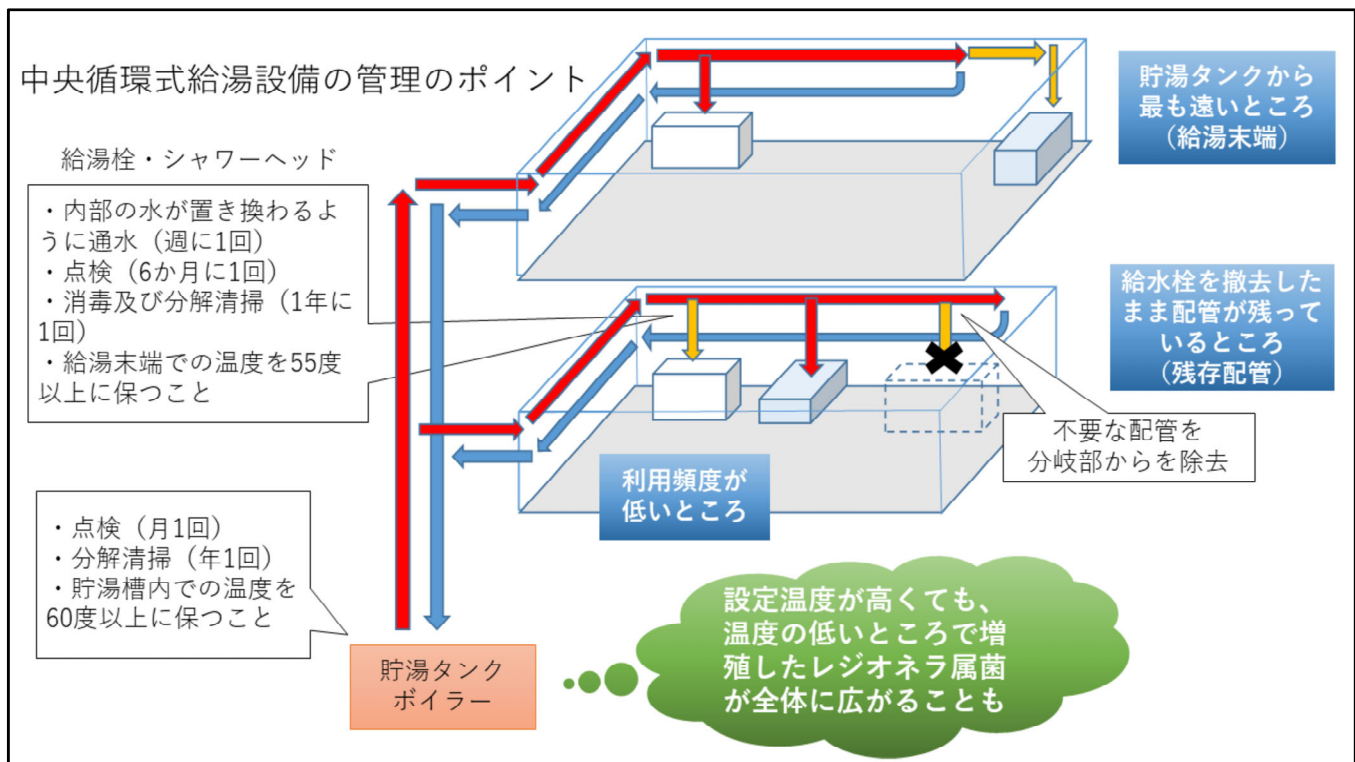 中央循環式給湯設備の管理のポイント
給湯栓・シャワーヘッド
・内部の水が置き換わるよ
うに通水（週に1回）
・点検（6か月に1回）
・消毒及び分解清掃（1年に
1回）
・給湯末端での温度を55度
以上に保つこと
貯湯タンクから
最も遠いところ
（給湯末端）
給水栓を撤去した
まま配管が残って
いるところ
（残存配管）
不要な配管を
分岐部からを除去
利用頻度が
低いところ
・点検（月1回）
・分解清掃（年1回）
・貯湯槽内での温度を
60度以上に保つこと
貯湯タンク
ボイラー
設定温度が高くても、
温度の低いところで増
殖したレジオネラ属菌
が全体に広がることも